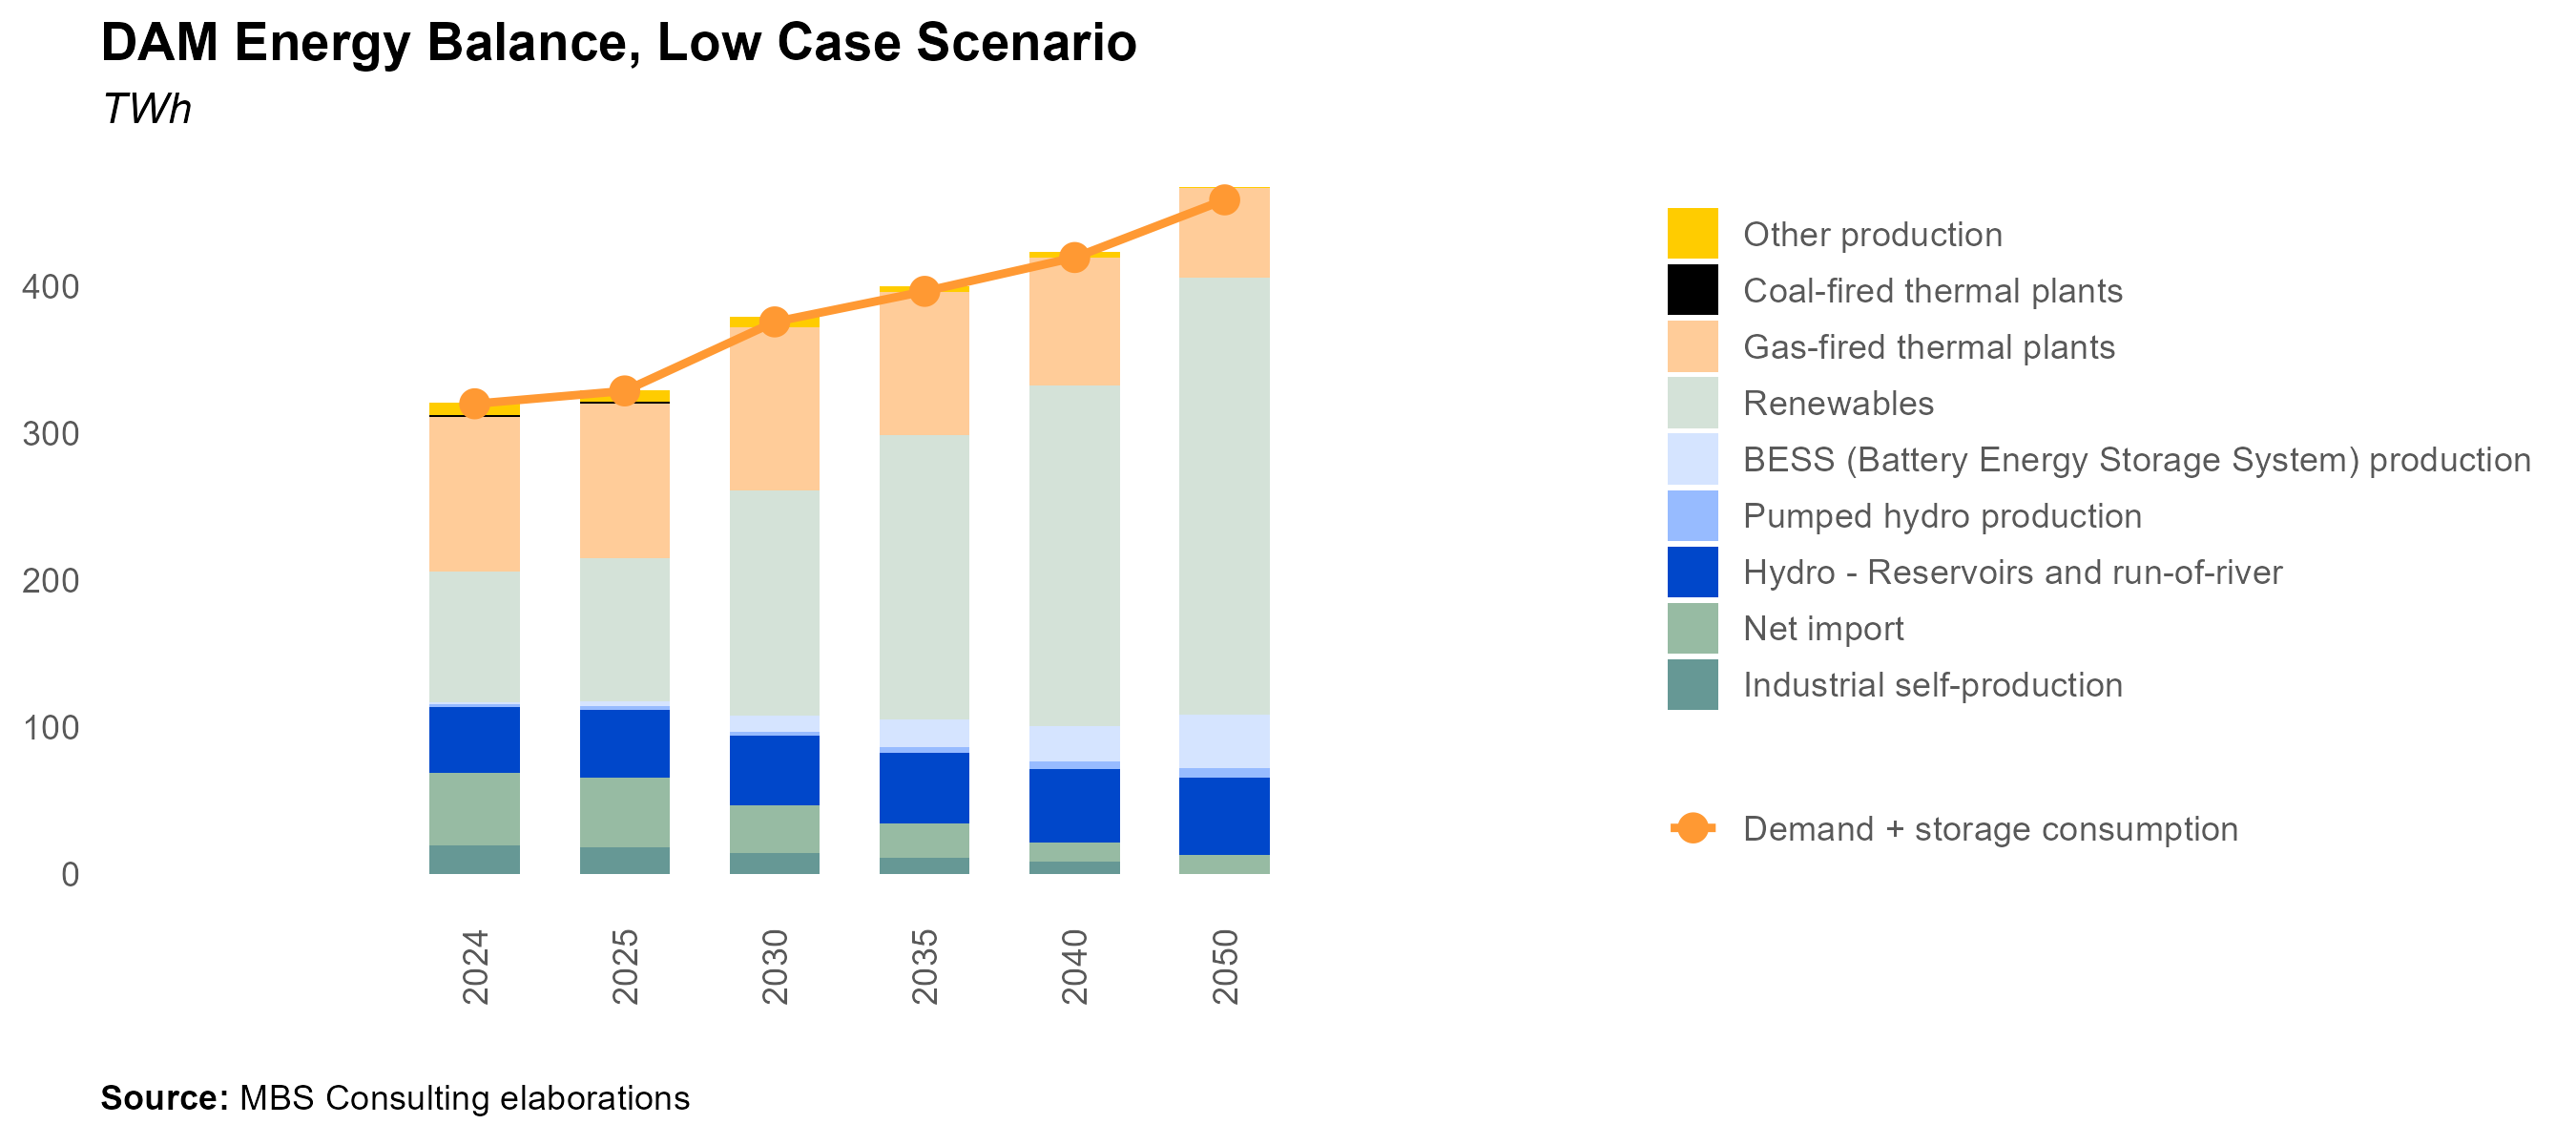 DAM Energy Balance, Low Case Scenario
TWh
400
300
200
100
0
2024
2025
2030
2035
2040
2050
Other production
Coal-fired thermal plants
Gas-fired thermal plants
Renewables
BESS (Battery Energy Storage System) production
Pumped hydro production
Hydro - Reservoirs and run-of-river
Net import
Industrial self-production
Demand + storage consumption
Source: MBS Consulting elaborations